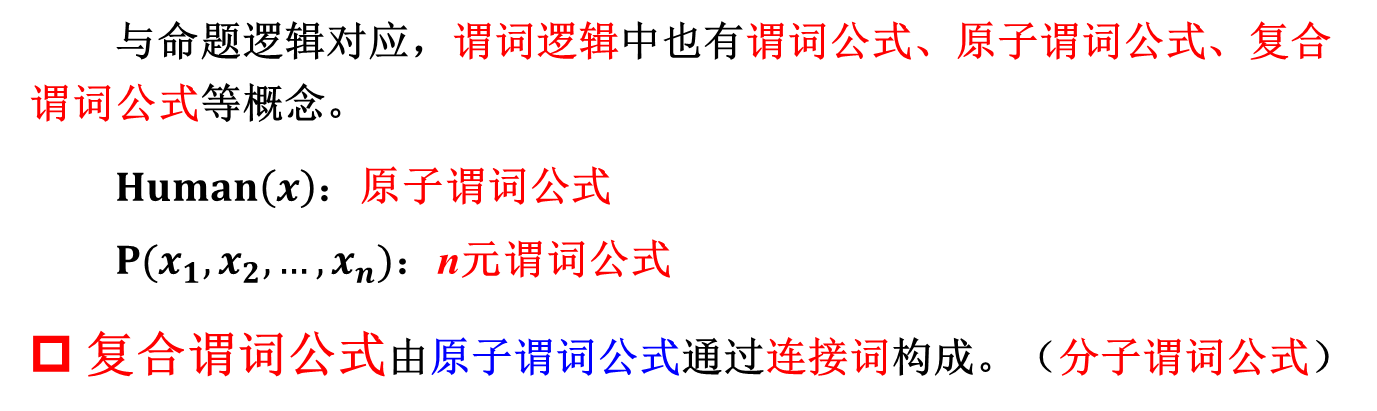 与命题逻辑对应，谓词逻辑中也有谓词公式、原子谓词公式、复合
谓词公式等概念。
Human(x)：原子谓词公式
P(x₁,x₂,…,xₙ)：n元谓词公式
复合谓词公式由原子谓词公式通过连接词构成。（分子谓词公式）